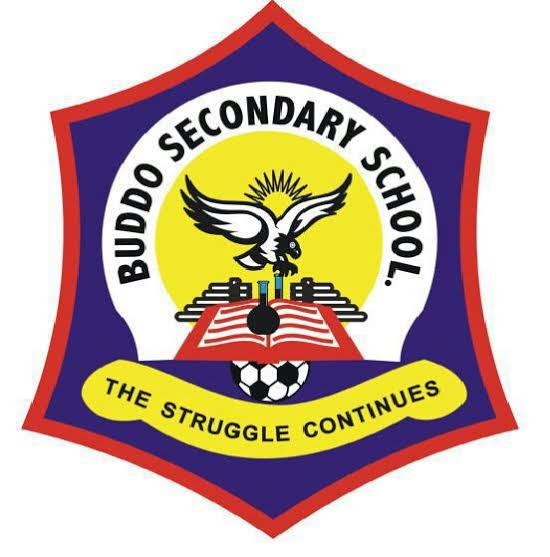 BUDDO SECONDARY SCHOOL.
THE STRUGGLE CONTINUES